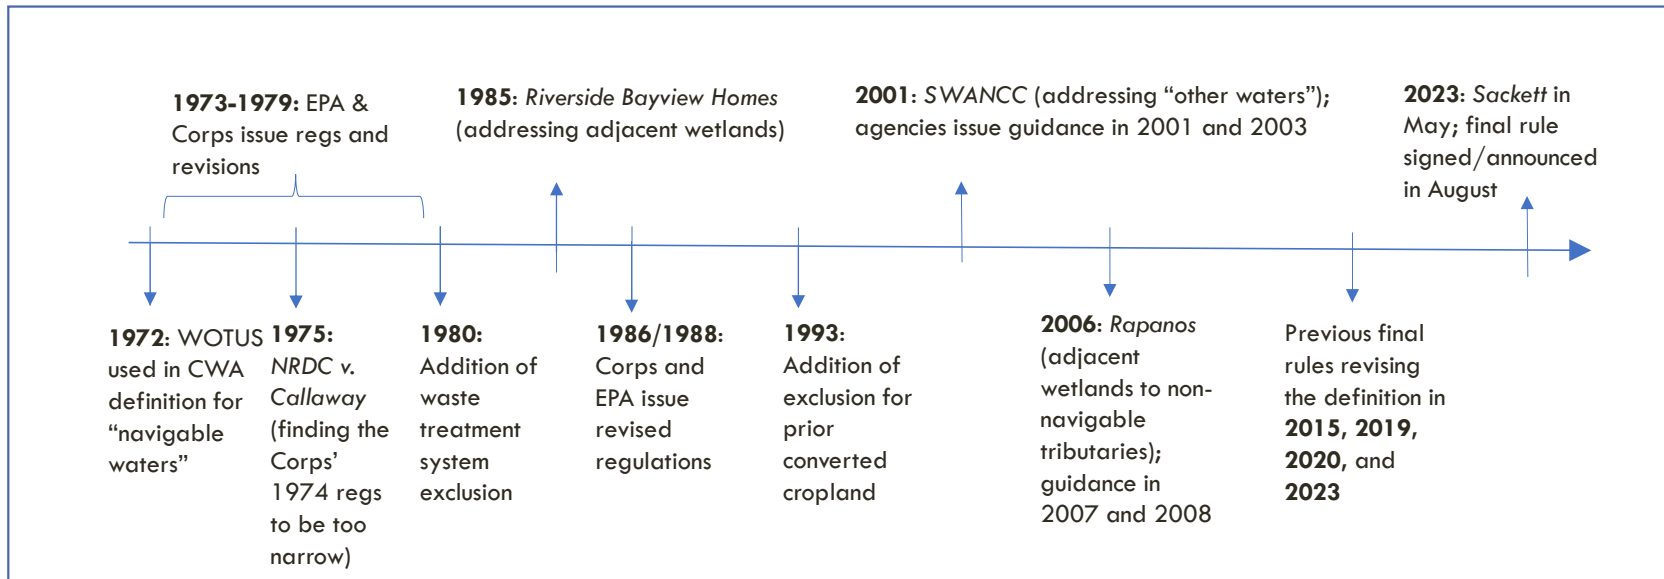 1973-1979: EPA &
Corps issue regs and
revisions
1985: Riverside Bayview Homes
(addressing adjacent wetlands)
2001: SWANCC (addressing “other waters”);
agencies issue guidance in 2001 and 2003
2023: Sackett in
May; final rule
signed/announced
in August
1972: WOTUS
used in CWA
definition for
“navigable
waters”
1975:
NRDC v.
Callaway
(finding the
Corps’
1974 regs
to be too
narrow)
1980:
Addition of
waste
treatment
system
exclusion
1986/1988:
Corps and
EPA issue
revised
regulations
1993:
Addition of
exclusion for
prior
converted
cropland
2006: Rapanos
(adjacent
wetlands to non-
navigable
tributaries);
guidance in
2007 and 2008
Previous final
rules revising
the definition in
2015, 2019,
2020, and
2023